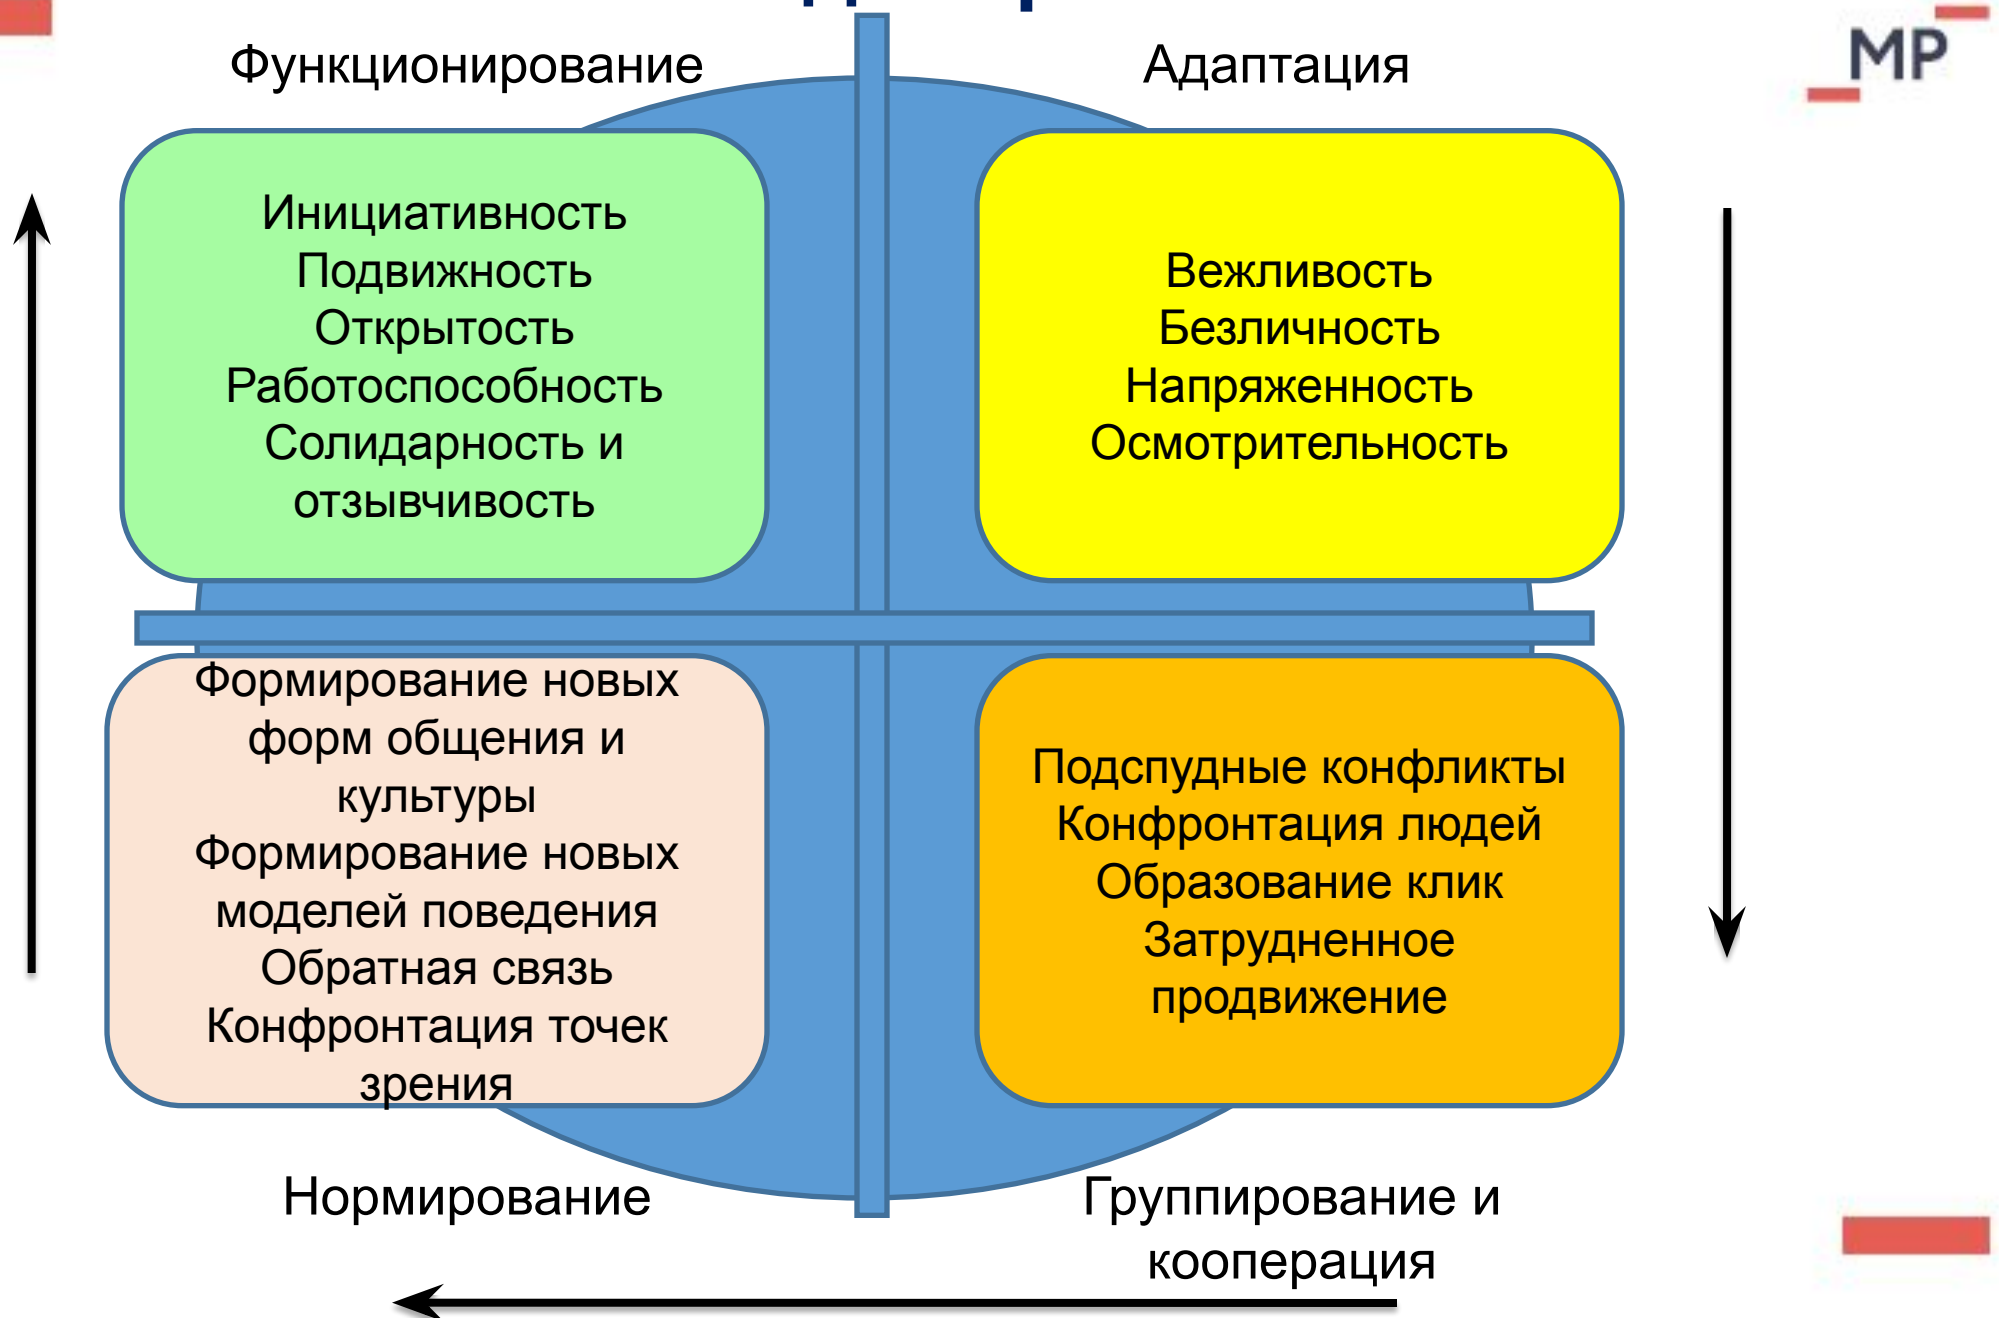 Функционирование
Адаптация
МР
Инициативность
Подвижность
Открытость
Работоспособность
Солидарность и
отзывчивость
Вежливость
Безличность
Напряженность
Осмотрительность
Формирование новых
форм общения и
культуры
Формирование новых
моделей поведения
Обратная связь
Конфронтация точек
зрения
Подспудные конфликты
Конфронтация людей
Образование клик
Затрудненное
продвижение
Нормирование
Группирование и
кооперация